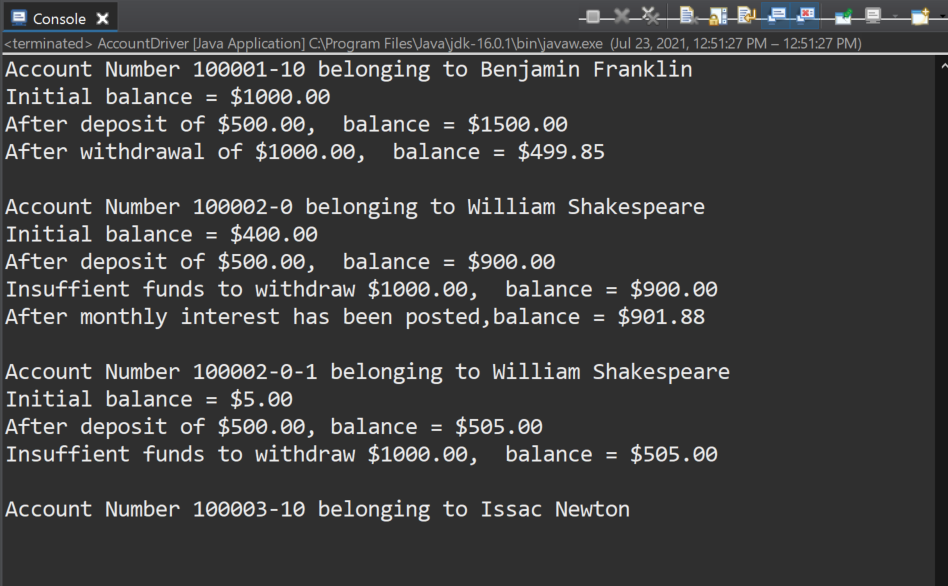 Console
<terminated> AccountDriver [Java Application] C:\Program Files\Java\jdk-16.0.1\bin\javaw.exe (Jul 23, 2021, 12:51:27 PM – 12:51:27 PM)
Account Number 100001-10 belonging to Benjamin Franklin
Initial balance = $1000.00
After deposit of $500.00,  balance = $1500.00
After withdrawal of $1000.00,  balance = $499.85

Account Number 100002-0 belonging to William Shakespeare
Initial balance = $400.00
After deposit of $500.00,  balance = $900.00
Insuffient funds to withdraw $1000.00,  balance = $900.00
After monthly interest has been posted,balance = $901.88

Account Number 100002-0-1 belonging to William Shakespeare
Initial balance = $5.00
After deposit of $500.00, balance = $505.00
Insuffient funds to withdraw $1000.00,  balance = $505.00

Account Number 100003-10 belonging to Issac Newton